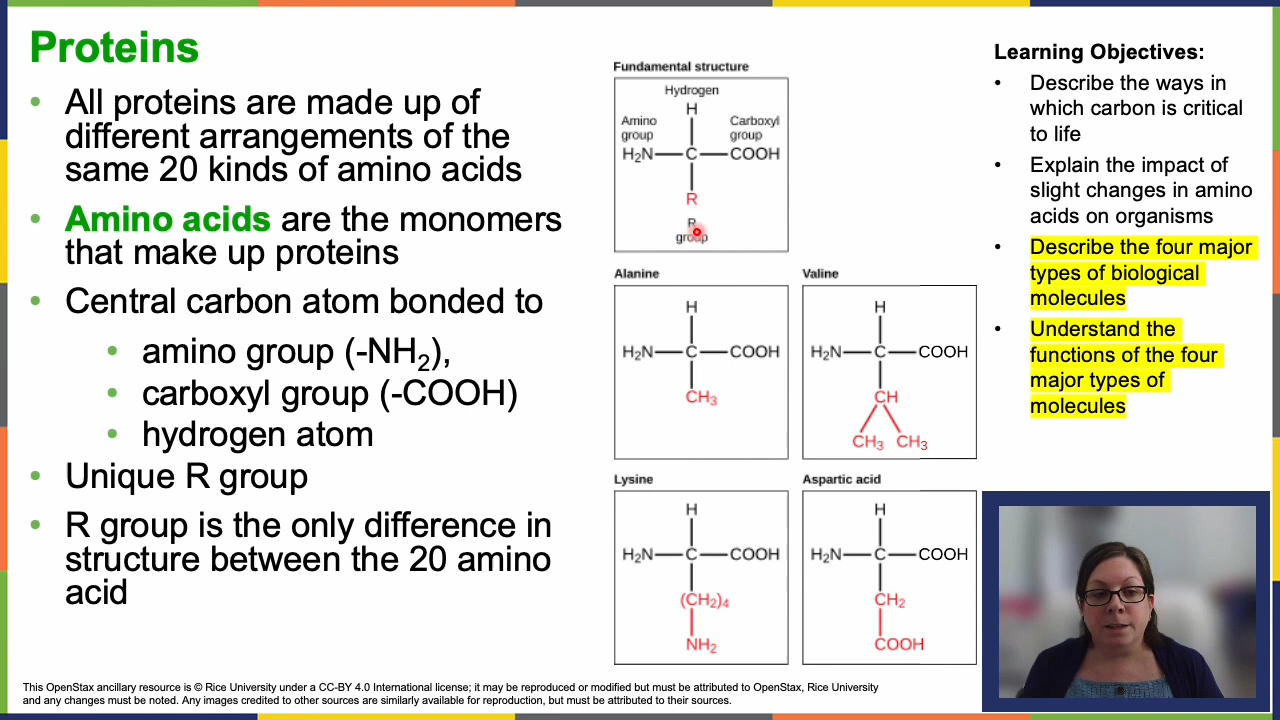 Proteins
• All proteins are made up of
different arrangements of the
same 20 kinds of amino acids
• Amino acids are the monomers
that make up proteins
• Central carbon atom bonded to
• amino group (-NH₂),
• carboxyl group (-COOH)
• hydrogen atom
• Unique R group
• R group is the only difference in
structure between the 20 amino
acid
Fundamental structure
Hydrogen
H
Amino
group
Carboxyl
group
H₂N—C—COOH
R
R
group
Alanine
H
H₂N—C—COOH
CH₃
Valine
H
H₂N—C—COOH
CH
CH₃ CH₃
Lysine
H
H₂N—C—COOH
(CH₂)₄
NH₂
Aspartic acid
H
H₂N—C—COOH
CH₂
COOH
Learning Objectives:
• Describe the ways in
which carbon is critical
to life
• Explain the impact of
slight changes in amino
acids on organisms
• Describe the four major
types of biological
molecules
• Understand the
functions of the four
major types of
molecules
This OpenStax ancillary resource is © Rice University under a CC-BY 4.0 International license; it may be reproduced or modified but must be attributed to OpenStax, Rice University
and any changes must be noted. Any images credited to other sources are similarly available for reproduction, but must be attributed to their sources.